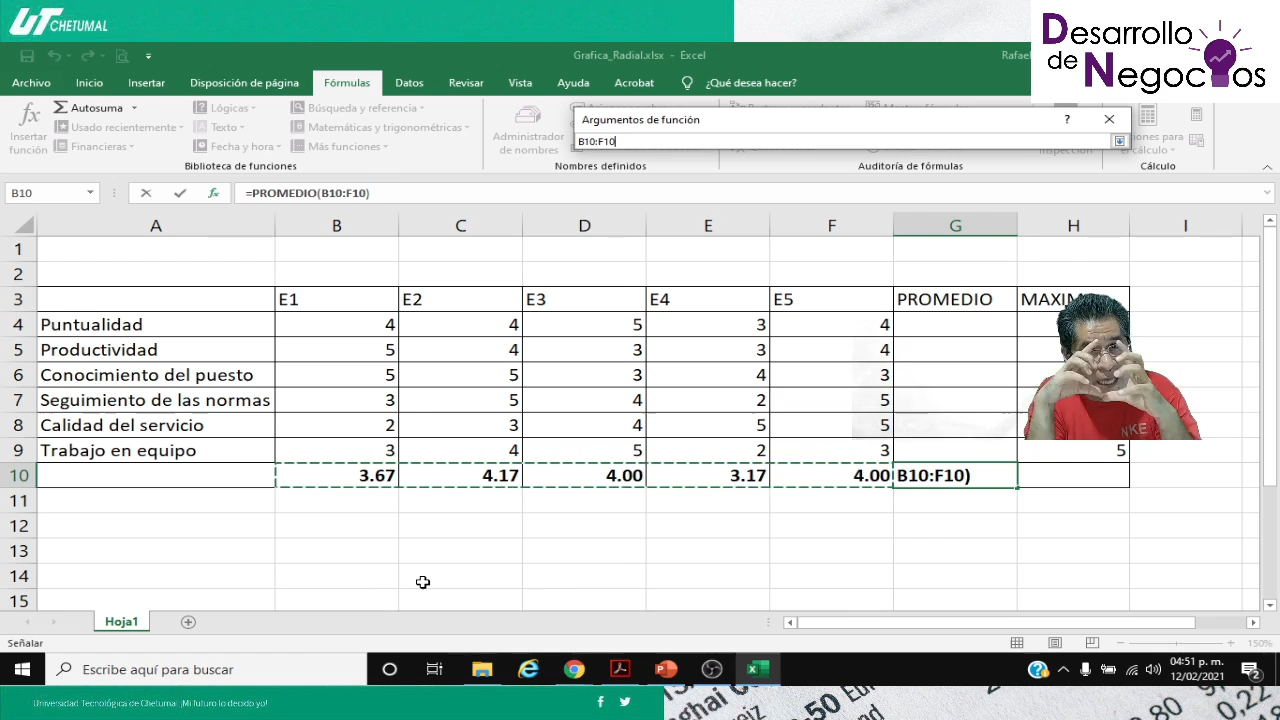 UT CHETUMAL
Desarrollo
de Negocios
Grafica_Radial.xlsx - Excel
Rafael
Archivo Inicio Insertar Disposición de página Fórmulas Datos Revisar Vista Ayuda Acrobat ¿Qué desea hacer?
Insertar función
Autosuma
Usado recientemente
Financieras
Lógicas
Texto
Fecha y hora
Búsqueda y referencia
Matemáticas y trigonométricas
Más funciones
Biblioteca de funciones
Administrador de nombres
Nombres definidos
Auditoría de fórmulas
Cálculo
Argumentos de función ?
B10:F10
B10 fx =PROMEDIO(B10:F10)
A B C D E F G H I
1
2
3 E1 E2 E3 E4 E5 PROMEDIO
4 Puntualidad 4 4 5 3 4
5 Productividad 5 4 3 3 4
6 Conocimiento del puesto 5 5 3 4 3
7 Seguimiento de las normas 3 5 4 2 5
8 Calidad del servicio 2 3 4 5 5
9 Trabajo en equipo 3 4 5 2 3 5
10 3.67 4.17 4.00 3.17 4.00 B10:F10)
11
12
13
14
15
Hoja1
Señalar
150%
Escribe aquí para buscar
04:51 p. m.
12/02/2021
2
Universidad Tecnológica de Chetumal. ¡Mi futuro lo decido yo!